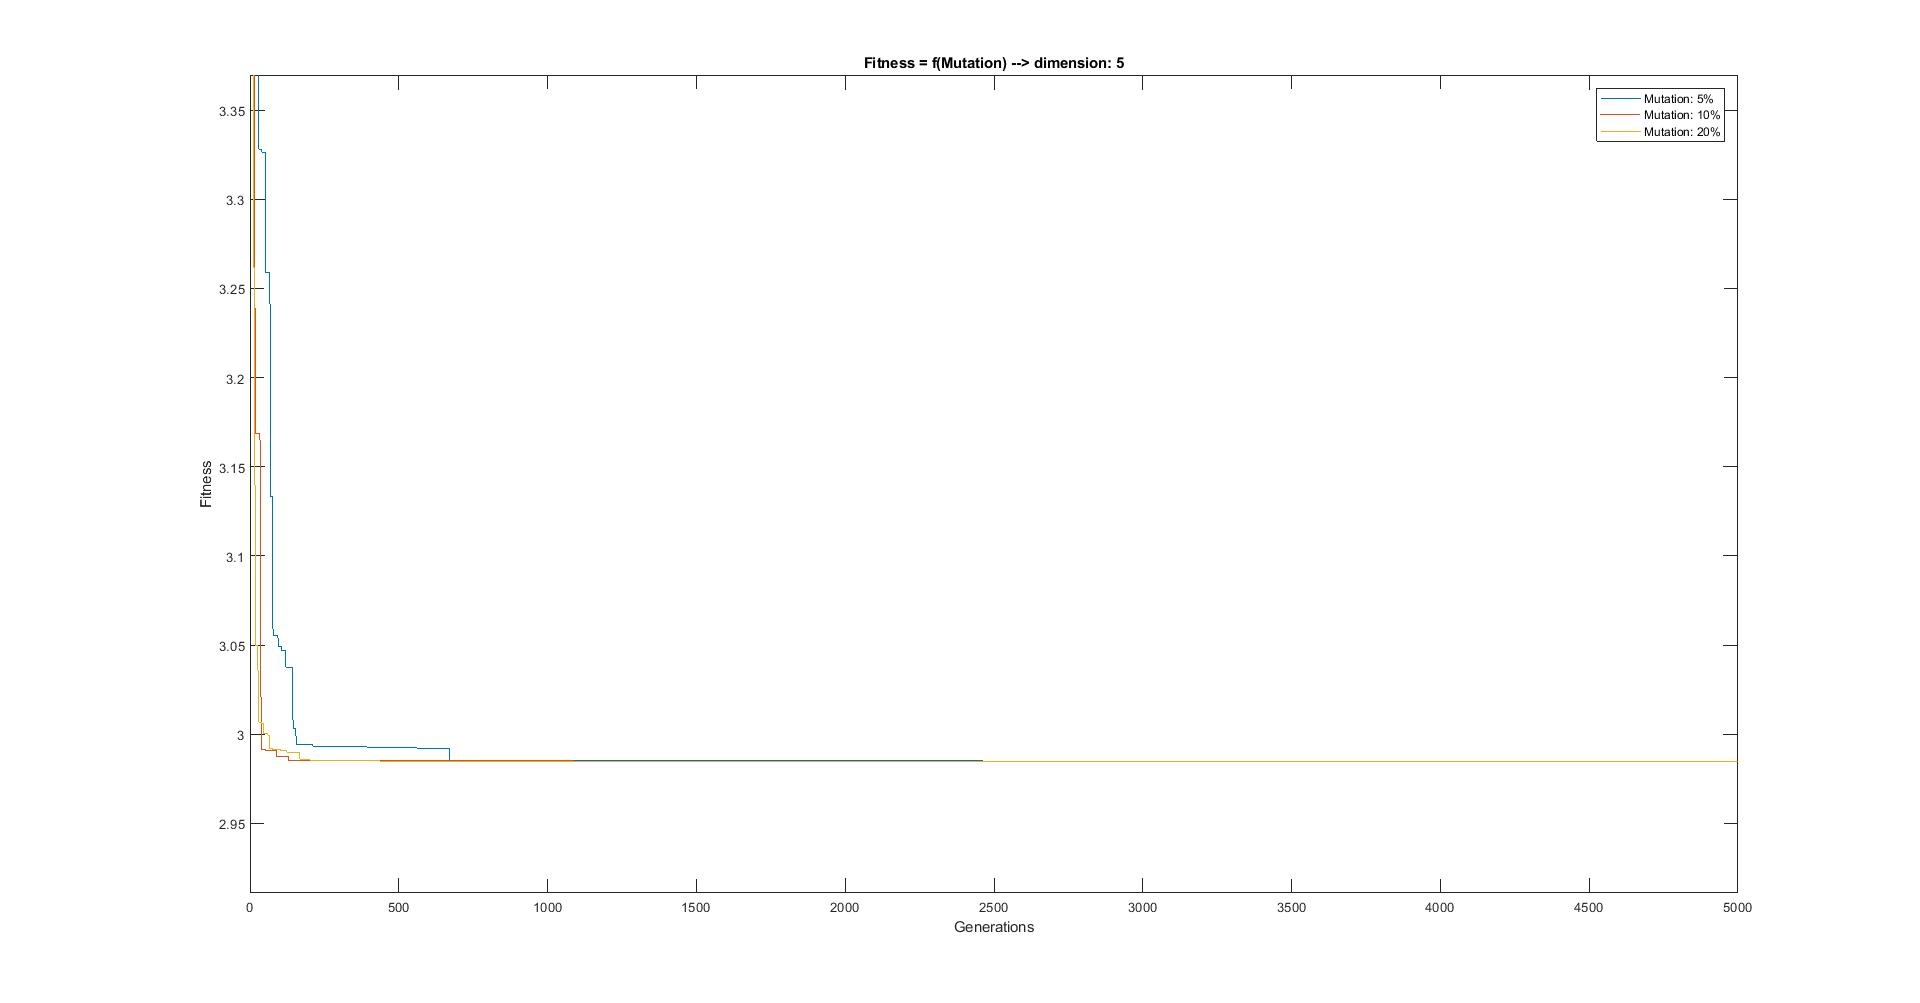 Fitness = f(Mutation) --> dimension: 5
Mutation: 5%
Mutation: 10%
Mutation: 20%
3.35
3.3
3.25
3.2
3.15
3.1
3.05
3
2.95
Fitness
0 500 1000 1500 2000 2500 3000 3500 4000 4500 5000
Generations